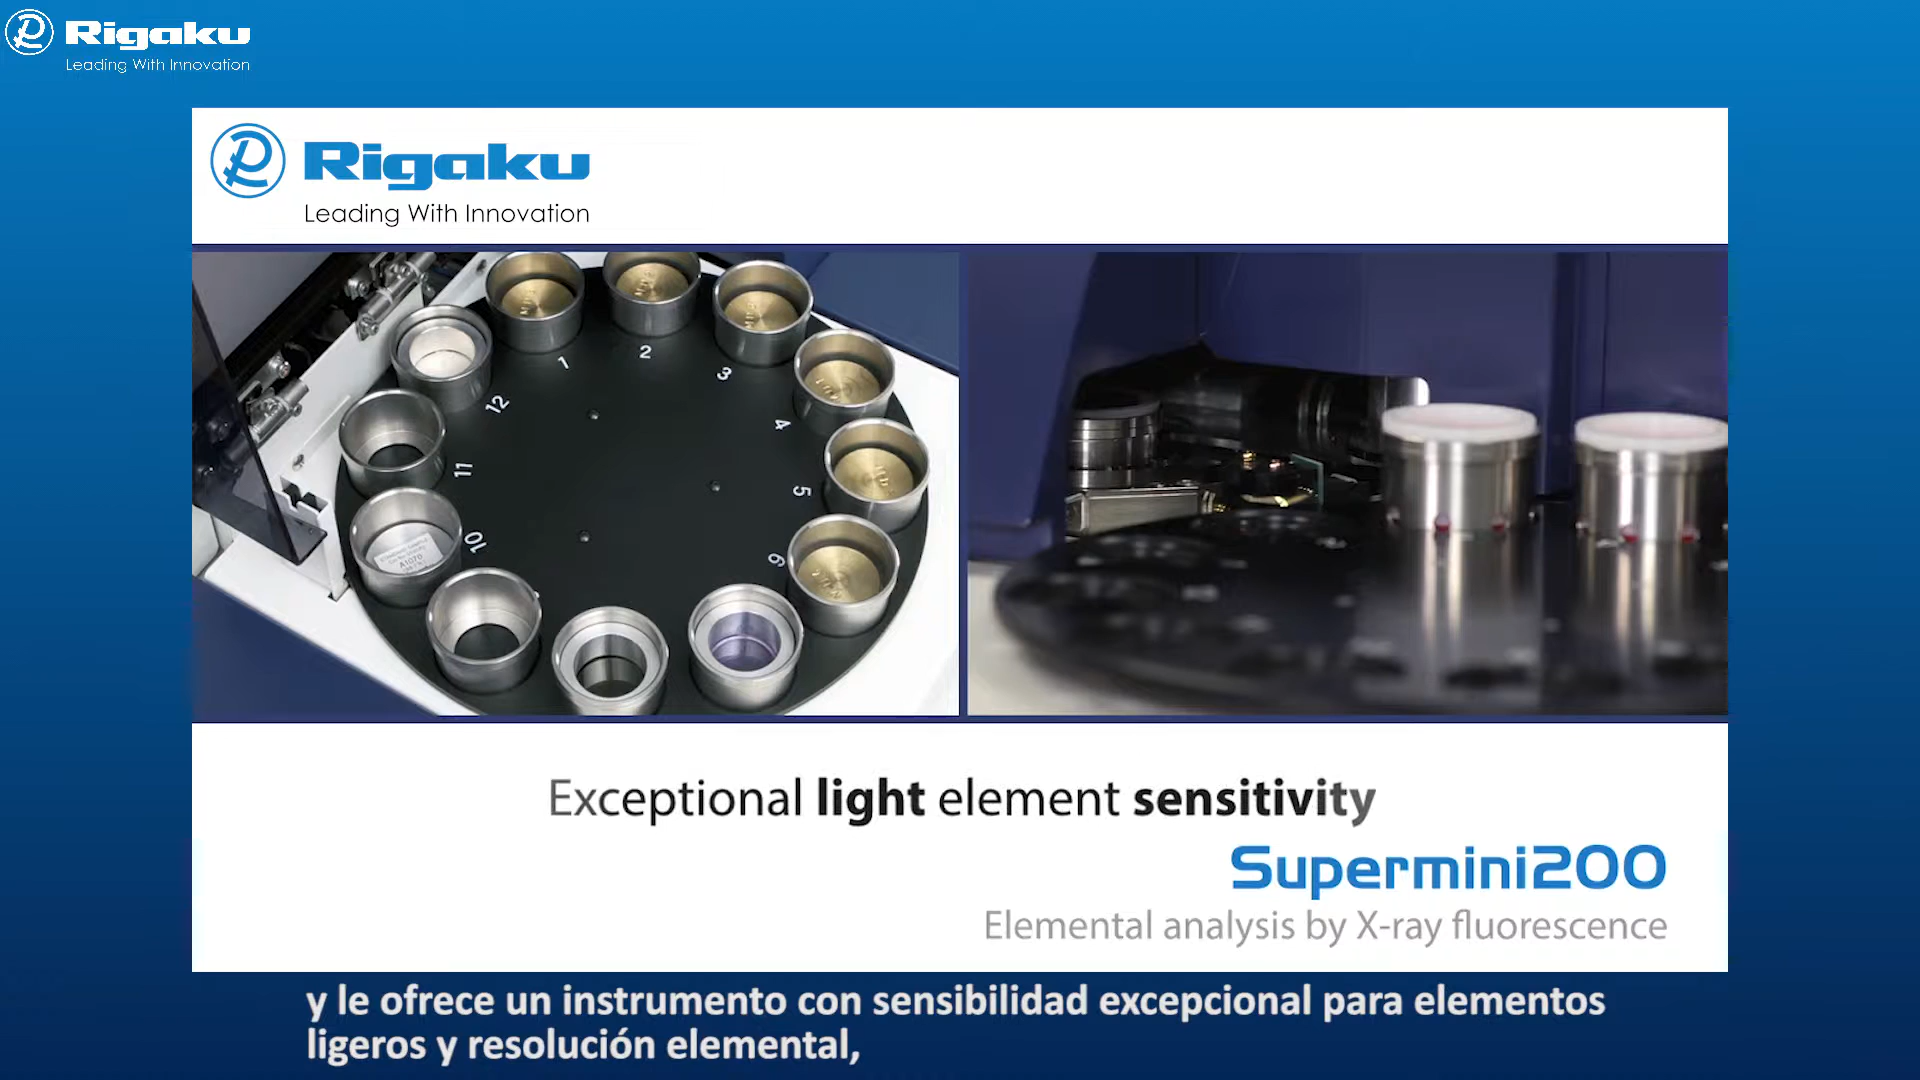 Rigaku
Leading With Innovation
Rigaku
Leading With Innovation
1
2
3
4
5
6
10
11
12
A1070
Exceptional light element sensitivity
Supermini200
Elemental analysis by X-ray fluorescence
y le ofrece un instrumento con sensibilidad excepcional para elementos
ligeros y resolución elemental,